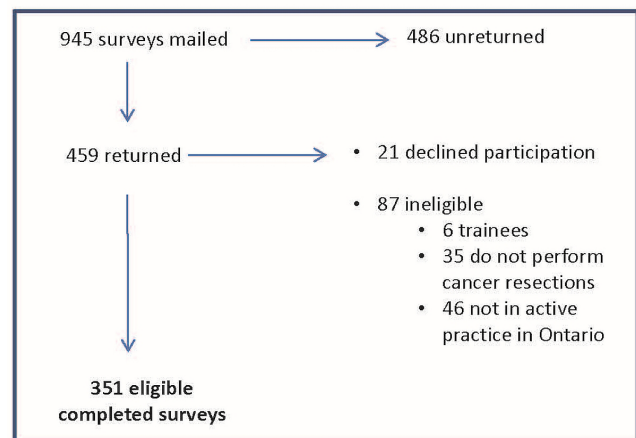 945 surveys mailed
486 unreturned
459 returned
• 21 declined participation
• 87 ineligible
• 6 trainees
• 35 do not perform
cancer resections
• 46 not in active
practice in Ontario
351 eligible
completed surveys